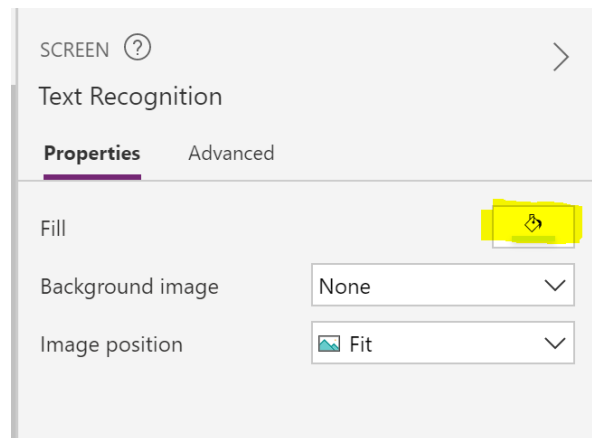 SCREEN ?
Text Recognition
Properties Advanced
Fill
Background image None
Image position Fit